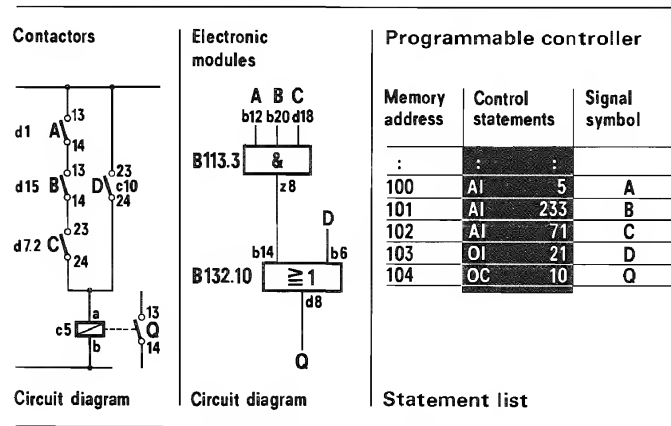 Contactors
d1 A 13
14
d15 B 13
14
d7.2 C 23
24
D 23
c10
24
c5 a
b
Q 13
14
Circuit diagram
Electronic
modules
A B C
b12 b20 d18
B113.3 &
z8
D
b14 b6
B132.10 ≧1
d8
Q
Circuit diagram
Programmable controller
Memory address Control statements Signal symbol
: : :
100 AI 5 A
101 AI 233 B
102 AI 71 C
103 OI 21 D
104 OC 10 Q
Statement list